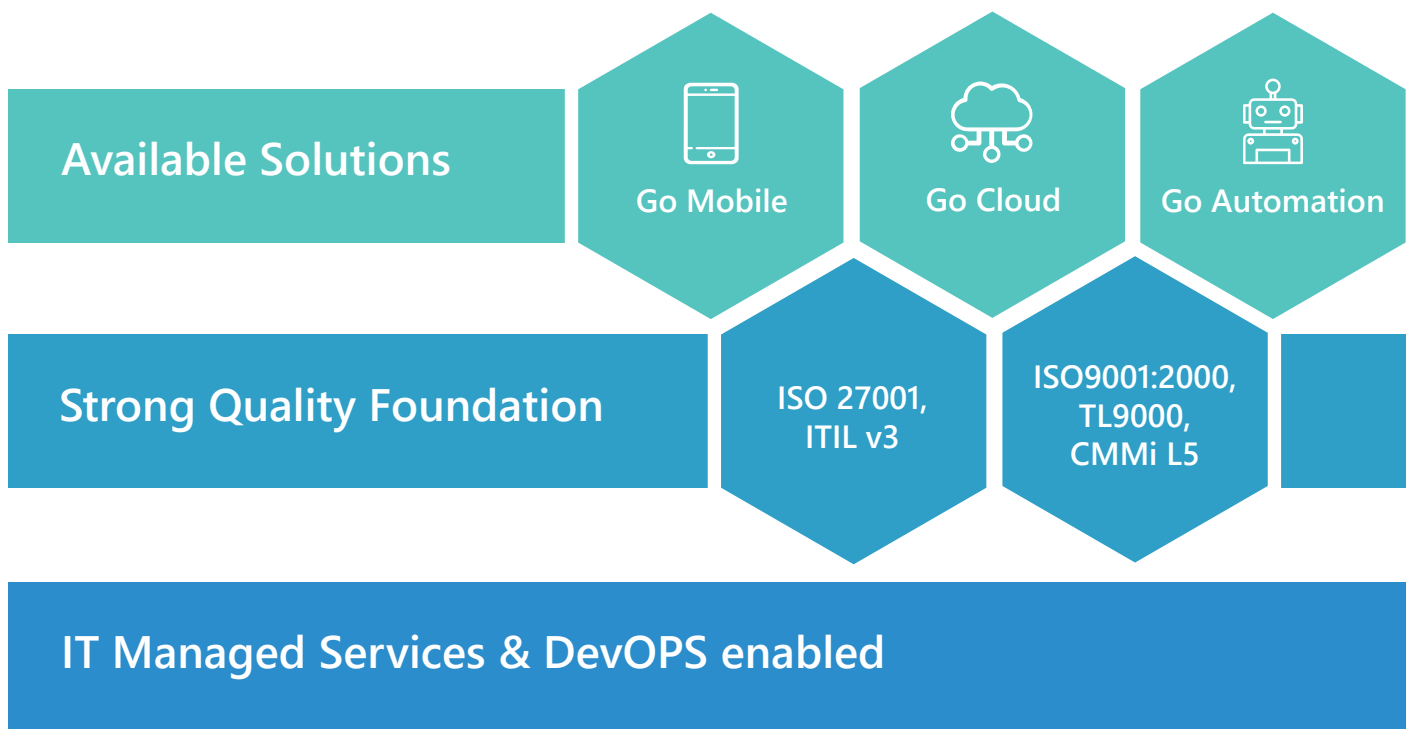 Available Solutions
Go Mobile
Go Cloud
Go Automation
Strong Quality Foundation
ISO 27001,
ITIL v3
ISO9001:2000,
TL9000,
CMMi L5
IT Managed Services & DevOPS enabled